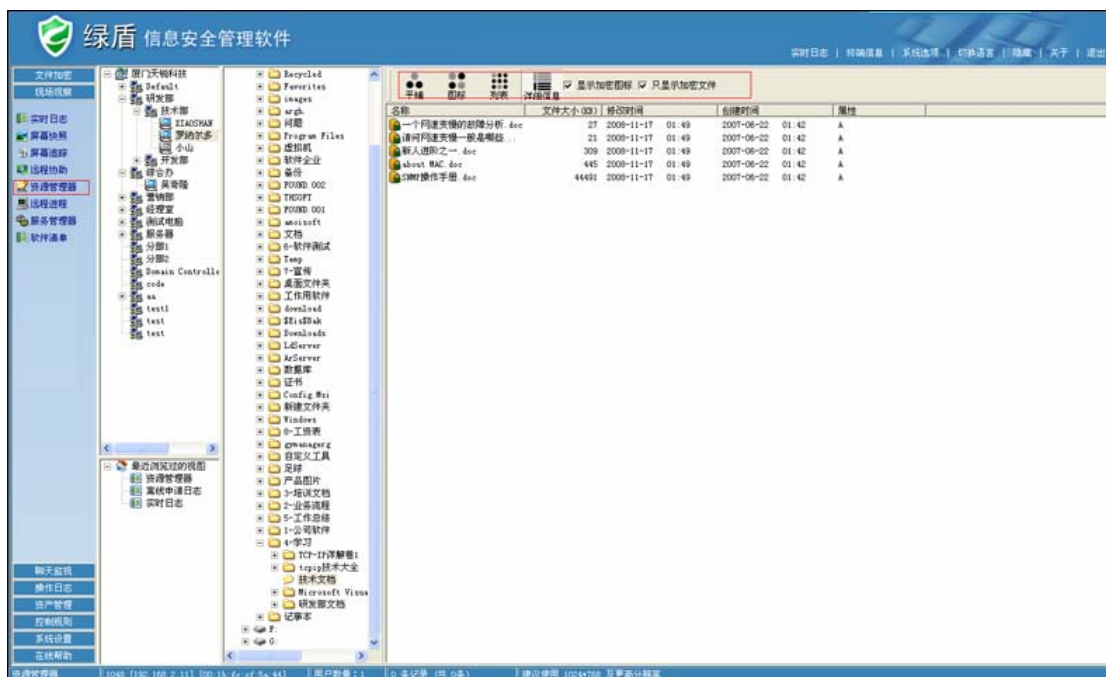 绿盾 信息安全管理软件
实时日志 | 终端信息 | 系统选项 | 切换语言 | 隐藏 | 关于 | 退出
文件加密
现场观察
实时日志
屏幕快照
屏幕追踪
远程协助
资源管理器
远程进程
服务管理器
软件清单
聊天监视
操作日志
资产管理
控制规则
系统设置
在线帮助
厦门天锐科技
Default
研发部
技术部
XIAOSHAN
罗纳尔多
小山
开发部
综合办
吴奇隆
营销部
经理室
测试电脑
服务器
分部1
分部2
Domain Controlle
code
aa
test1
test
test
最近浏览过的视图
资源管理器
离线申请日志
实时日志
Recycled
Favorites
images
urgh
问题
Program Files
虚拟机
软件企业
备份
FOUND.002
THSOFT
FOUND.001
文档
6-软件测试
Temp
7-宣传
桌面文件夹
工作用软件
download
Downloads
LdServer
ArServer
数据库
证书
Config.Msi
新建文件夹
Windows
8-工资表
gymanagerg
自定义工具
足球
产品图片
3-培训文档
2-业务流程
5-工作总结
1-公司软件
4-学习
TCP-IP详解卷1
tcpip技术大全
技术文档
Microsoft Visua
研发部文档
记事本
F:
G:
平铺 图标 列表 详细信息 显示加密图标 只显示加密文件
名称 文件大小(KB) 修改时间 创建时间 属性
一个网速变慢的故障分析.doc 27 2008-11-17 01:49 2007-06-22 01:42 A
请问网速变慢一般是哪些... 21 2008-11-17 01:49 2007-06-22 01:42 A
新人进阶之一.doc 309 2008-11-17 01:49 2007-06-22 01:42 A
about MAC.doc 445 2008-11-17 01:49 2007-06-22 01:42 A
SNMP操作手册.doc 44491 2008-11-17 01:49 2007-06-22 01:42 A
资源管理器 用户数量:1 0 条记录 (共 0条) 建议使用 1024*768 及更高分辨率